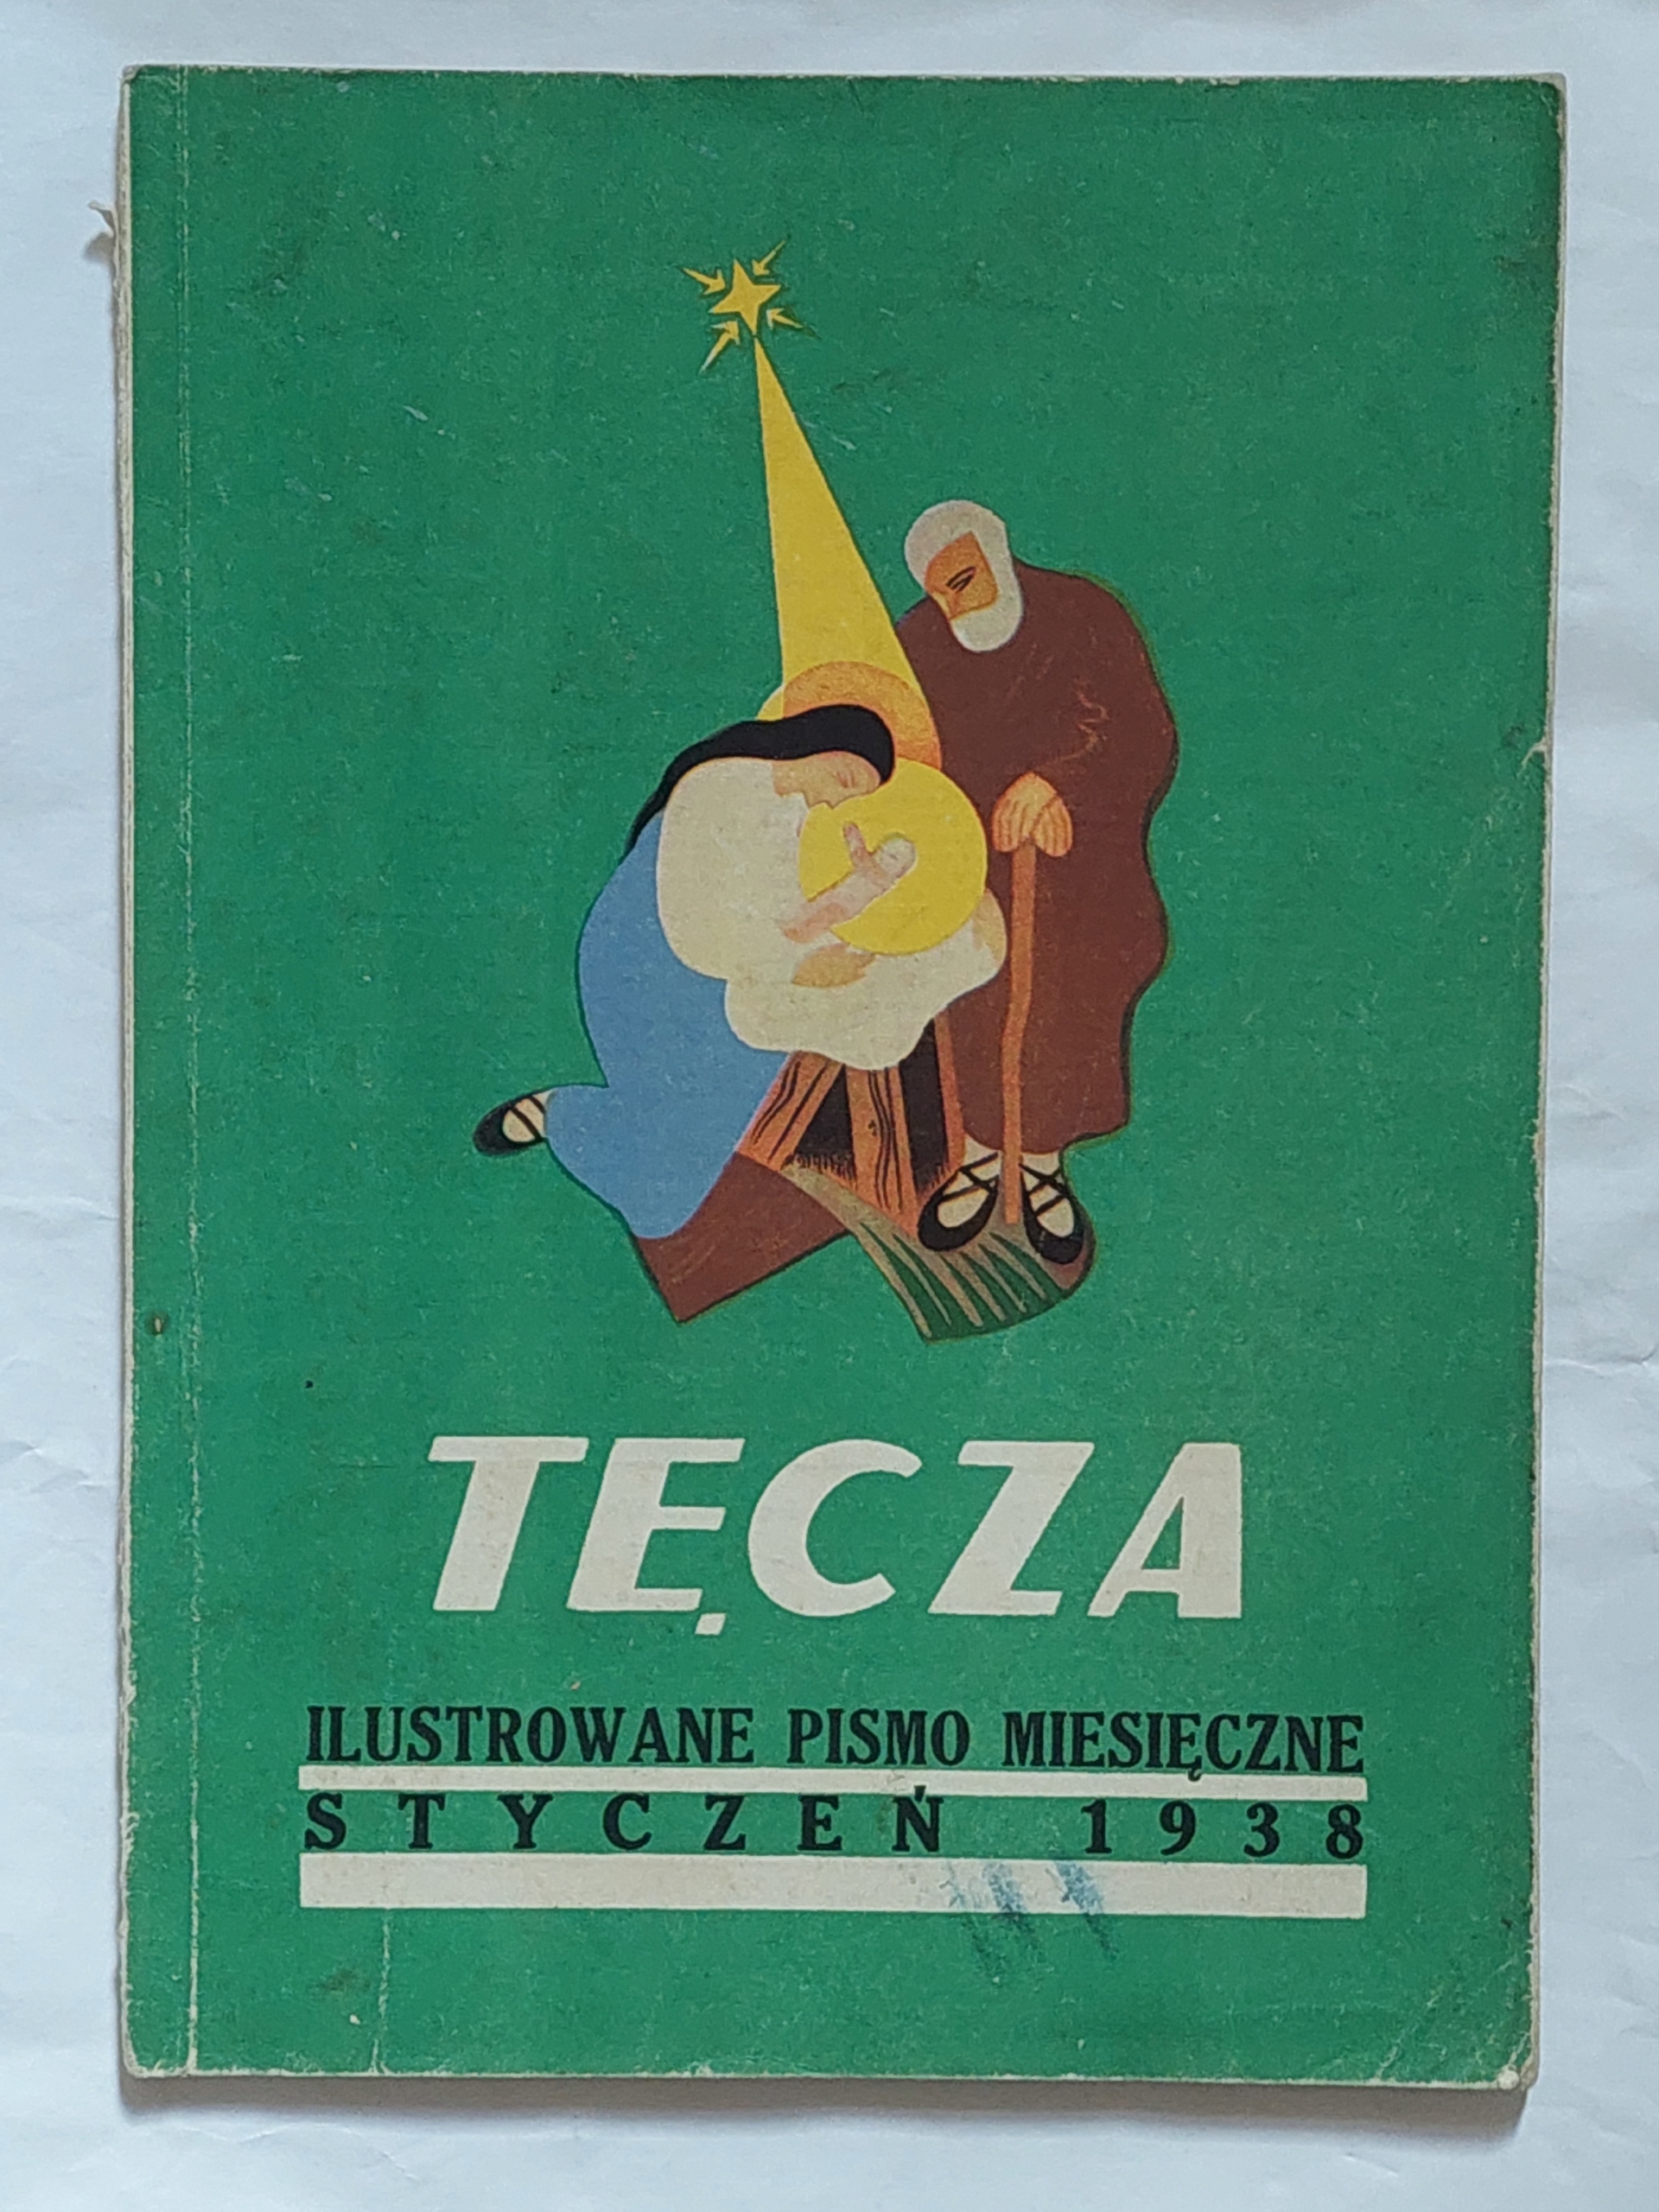 TĘCZA
ILUSTROWANE PISMO MIESIĘCZNE
STYCZEŃ 1938